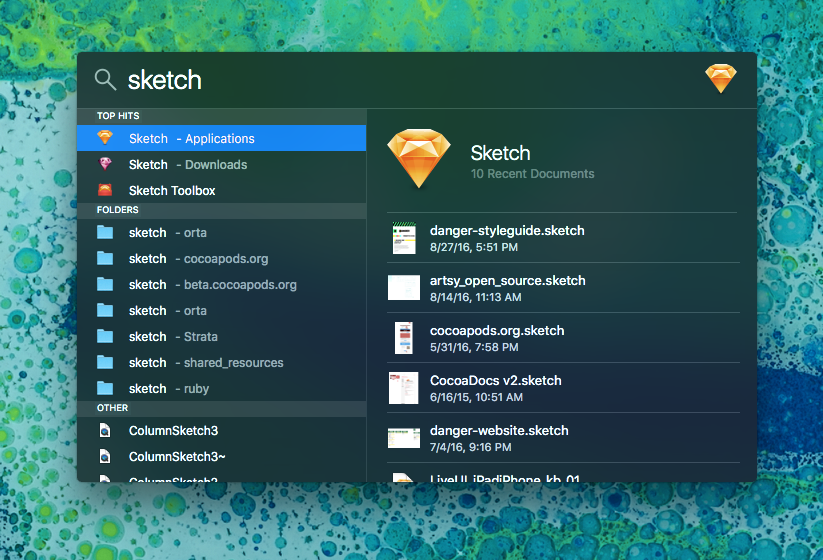 sketch
TOP HITS
Sketch - Applications
Sketch - Downloads
Sketch Toolbox
FOLDERS
sketch - orta
sketch - cocoapods.org
sketch - beta.cocoapods.org
sketch - orta
sketch - Strata
sketch - shared_resources
sketch - ruby
OTHER
ColumnSketch3
ColumnSketch3~
ColumnSketch2
Sketch
10 Recent Documents
danger-styleguide.sketch
8/27/16, 5:51 PM
artsy_open_source.sketch
8/14/16, 11:13 AM
cocoapods.org.sketch
5/31/16, 7:58 PM
CocoaDocs v2.sketch
6/16/15, 10:51 AM
danger-website.sketch
7/4/16, 9:16 PM